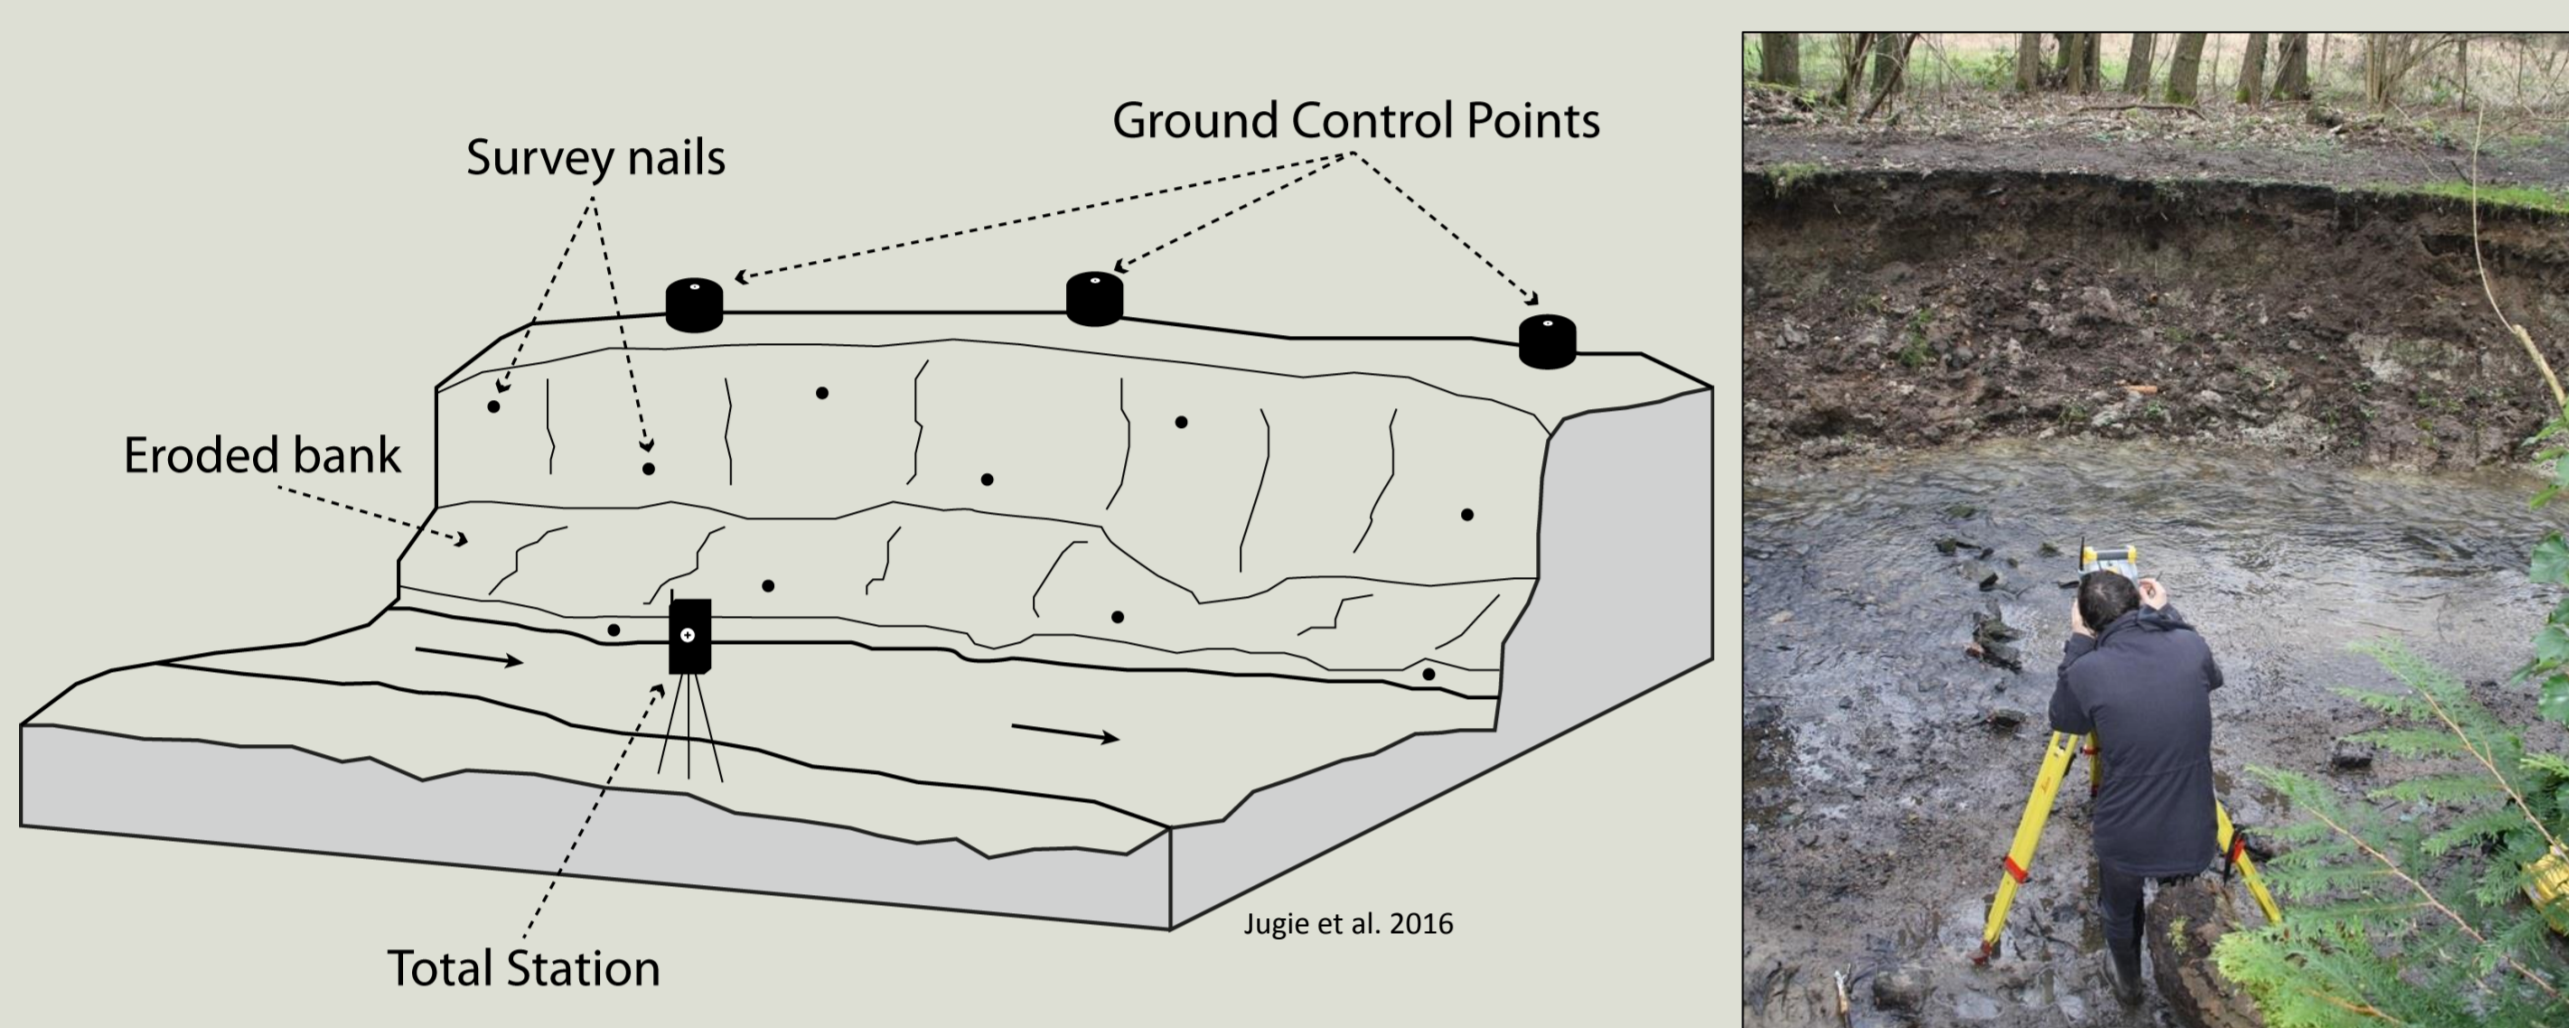 Survey nails
Ground Control Points
Eroded bank
Total Station
Jugie et al. 2016